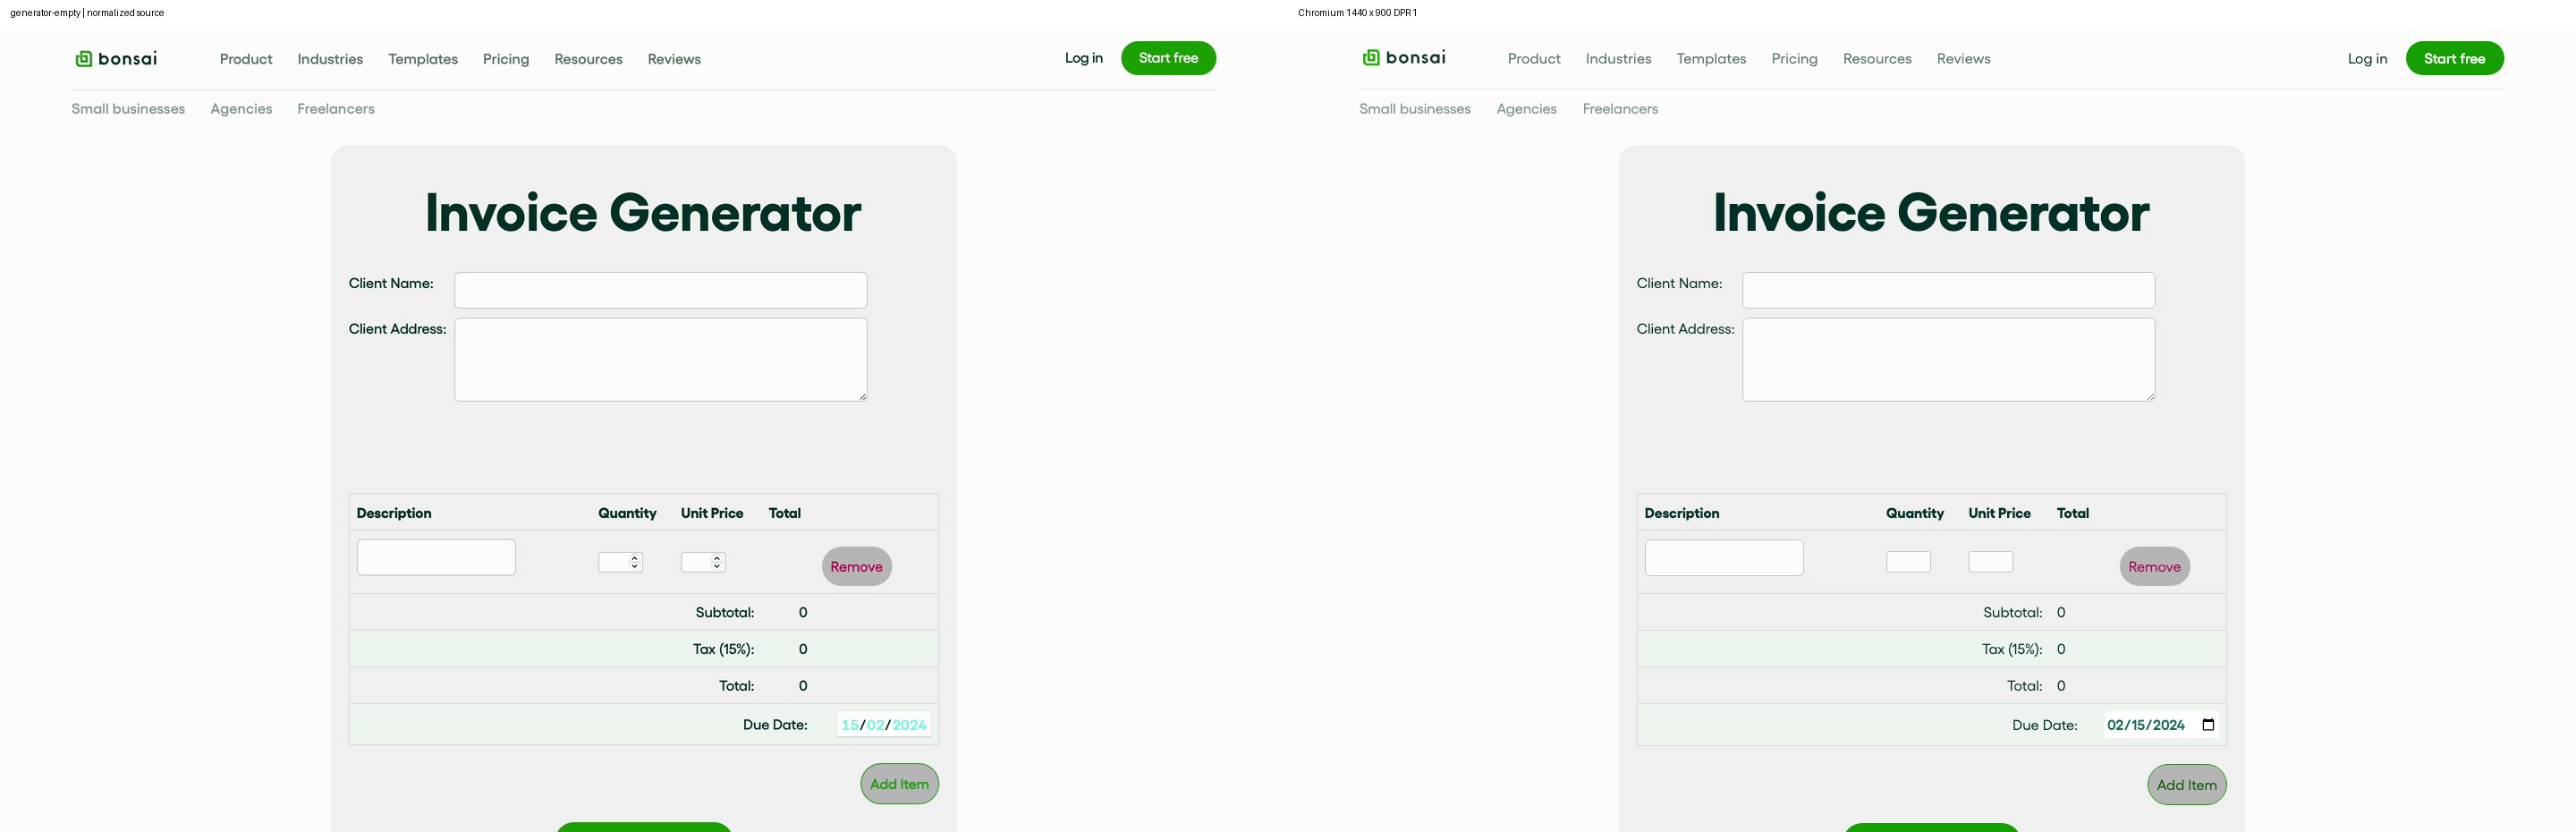 generator-empty | normalized source
bonsai Product Industries Templates Pricing Resources Reviews Log in Start free
Small businesses Agencies Freelancers
Invoice Generator
Client Name:
Client Address:
Description Quantity Unit Price Total
Remove
Subtotal: 0
Tax (15%): 0
Total: 0
Due Date: 15/02/2024
Add Item
Chromium 1440 x 900 DPR 1
bonsai Product Industries Templates Pricing Resources Reviews Log in Start free
Small businesses Agencies Freelancers
Invoice Generator
Client Name:
Client Address:
Description Quantity Unit Price Total
Remove
Subtotal: 0
Tax (15%): 0
Total: 0
Due Date: 02/15/2024
Add Item